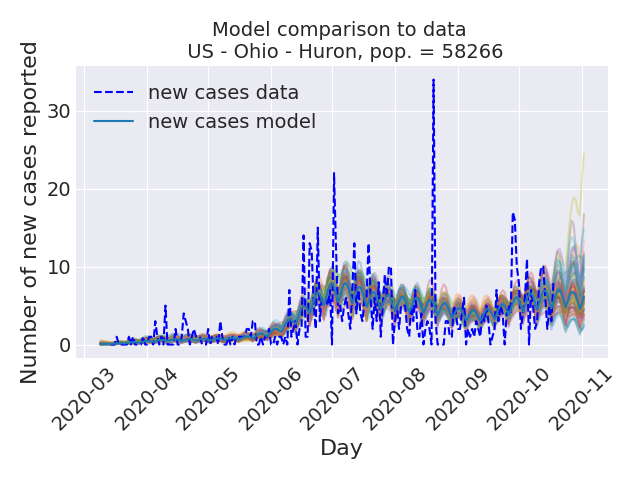 Model comparison to data
US - Ohio - Huron, pop. = 58266
Number of new cases reported
30
20
10
0
new cases data
new cases model
2020-03
2020-04
2020-05
2020-06
2020-07
2020-08
2020-09
2020-10
2020-11
Day